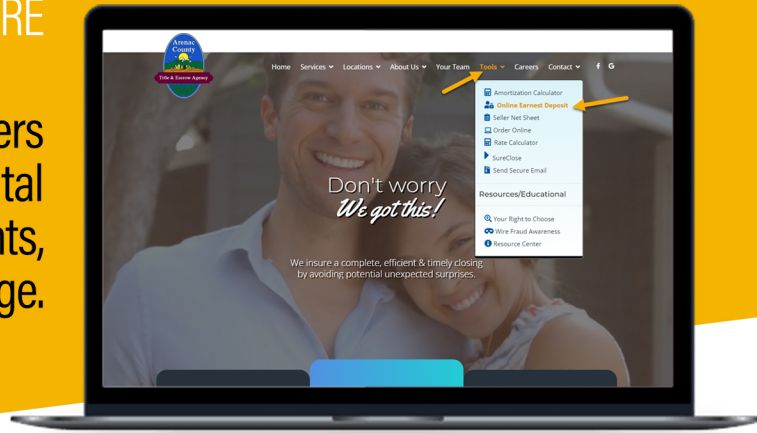 RE
ers
tal
nts,
ge.
Arenac
County
Title & Escrow Agency
Home Services Locations About Us Your Team Tools Careers Contact f G
Amortization Calculator
Online Earnest Deposit
Seller Net Sheet
Order Online
Rate Calculator
SureClose
Send Secure Email
Resources/Educational
Your Right to Choose
Wire Fraud Awareness
Resource Center
Don't worry
We got this!
We insure a complete, efficient & timely closing
by avoiding potential unexpected surprises.